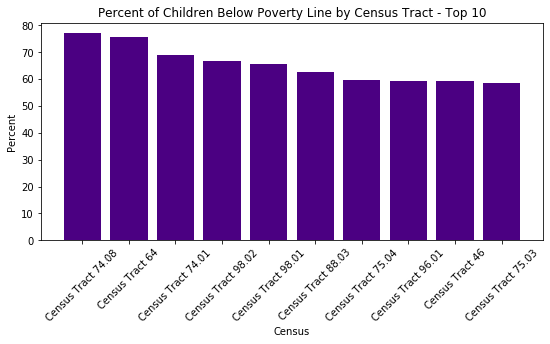 Percent of Children Below Poverty Line by Census Tract - Top 10
Percent
80
70
60
50
40
30
20
10
0
Census Tract 74.08
Census Tract 64
Census Tract 74.01
Census Tract 98.02
Census Tract 98.01
Census Tract 88.03
Census Tract 75.04
Census Tract 96.01
Census Tract 46
Census Tract 75.03
Census